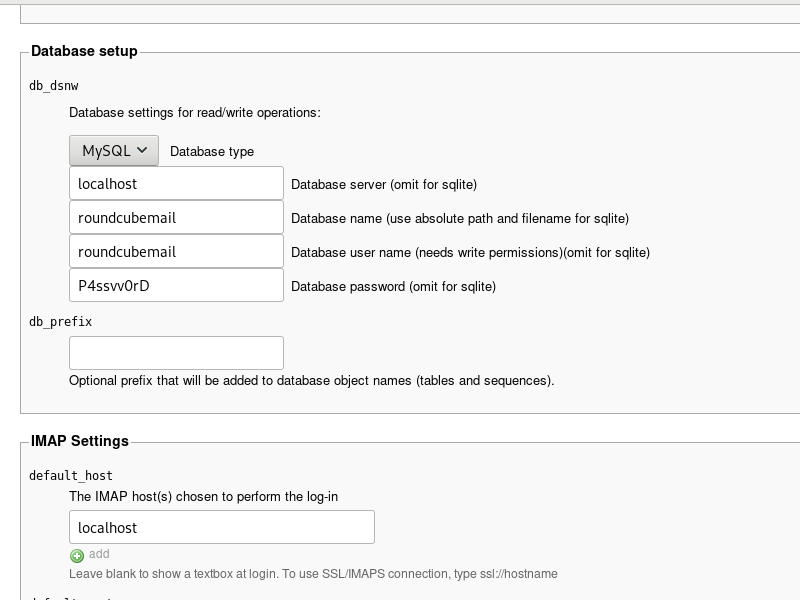 Database setup
db_dsnw
Database settings for read/write operations:
MySQL Database type
localhost Database server (omit for sqlite)
roundcubemail Database name (use absolute path and filename for sqlite)
roundcubemail Database user name (needs write permissions)(omit for sqlite)
P4ssvv0rD Database password (omit for sqlite)
db_prefix
Optional prefix that will be added to database object names (tables and sequences).
IMAP Settings
default_host
The IMAP host(s) chosen to perform the log-in
localhost
add
Leave blank to show a textbox at login. To use SSL/IMAPS connection, type ssl://hostname